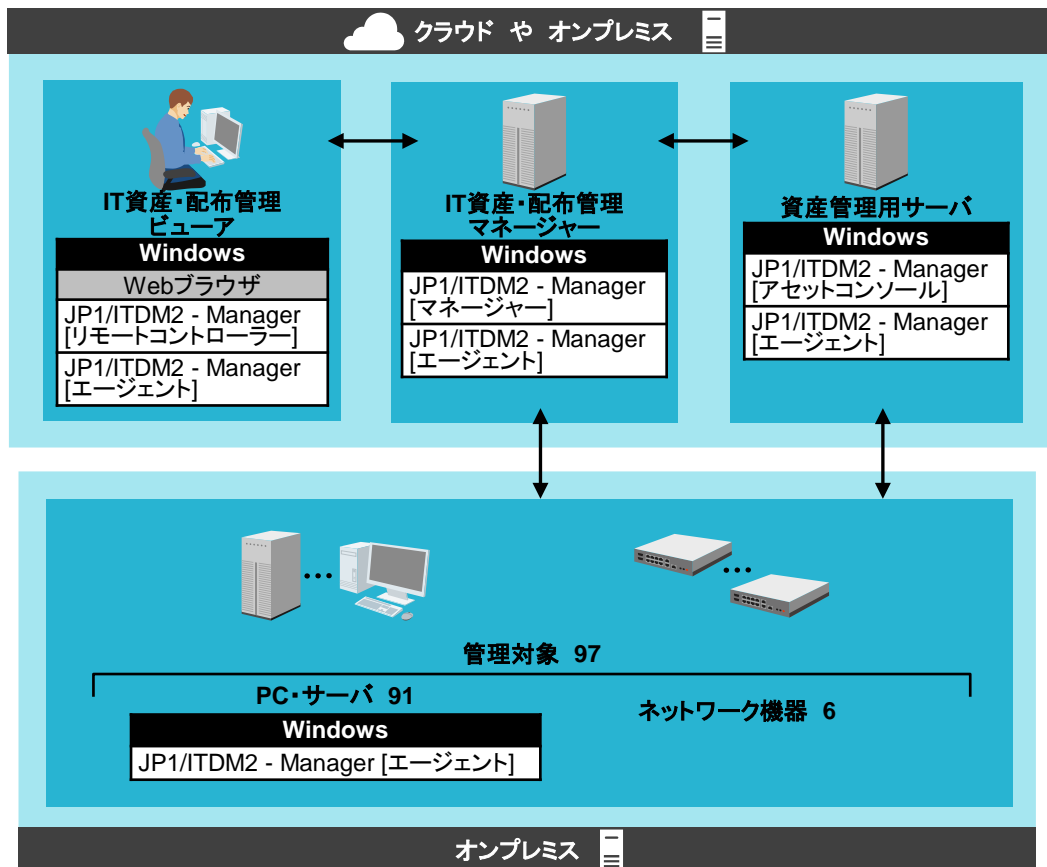 クラウド や オンプレミス
IT資産・配布管理
ビューア
Windows
Webブラウザ
JP1/ITDM2 - Manager
[リモートコントローラー]
JP1/ITDM2 - Manager
[エージェント]
IT資産・配布管理
マネージャー
Windows
JP1/ITDM2 - Manager
[マネージャー]
JP1/ITDM2 - Manager
[エージェント]
資産管理用サーバ
Windows
JP1/ITDM2 - Manager
[アセットコンソール]
JP1/ITDM2 - Manager
[エージェント]
…
…
管理対象 97
PC・サーバ 91
Windows
JP1/ITDM2 - Manager [エージェント]
ネットワーク機器 6
オンプレミス